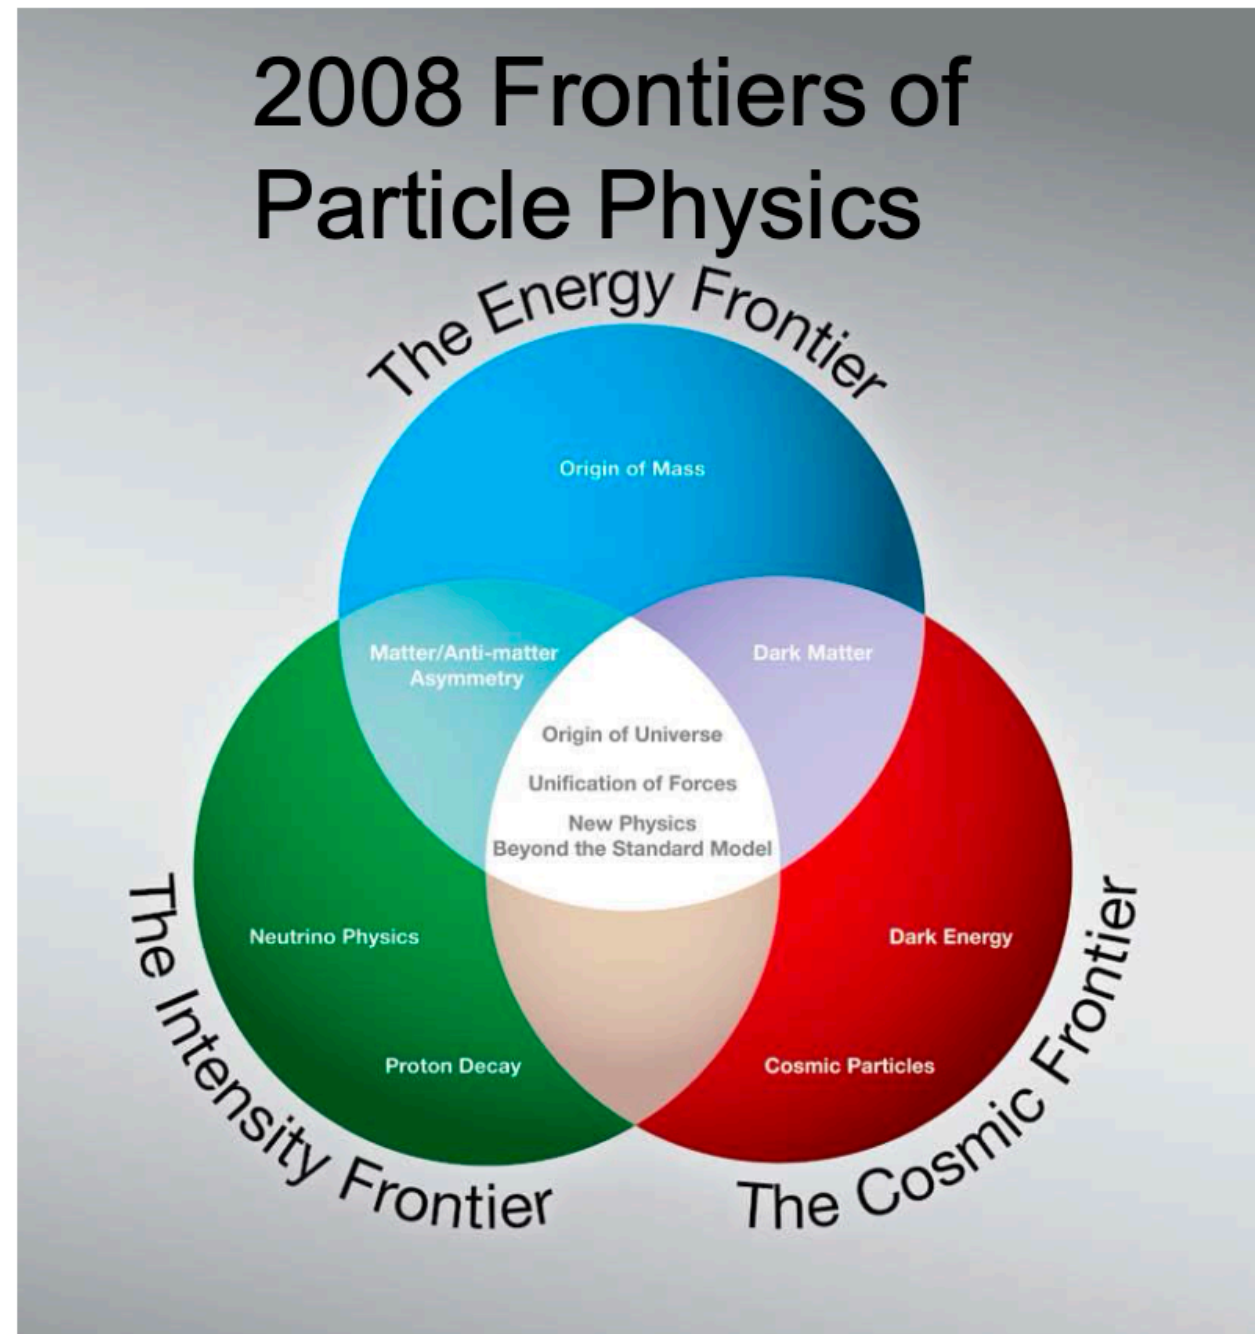 2008 Frontiers of
Particle Physics
The Energy Frontier
Origin of Mass
Matter/Anti-matter
Asymmetry
Dark Matter
Origin of Universe
Unification of Forces
New Physics
Beyond the Standard Model
Neutrino Physics
Dark Energy
Proton Decay
Cosmic Particles
The Intensity Frontier
The Cosmic Frontier